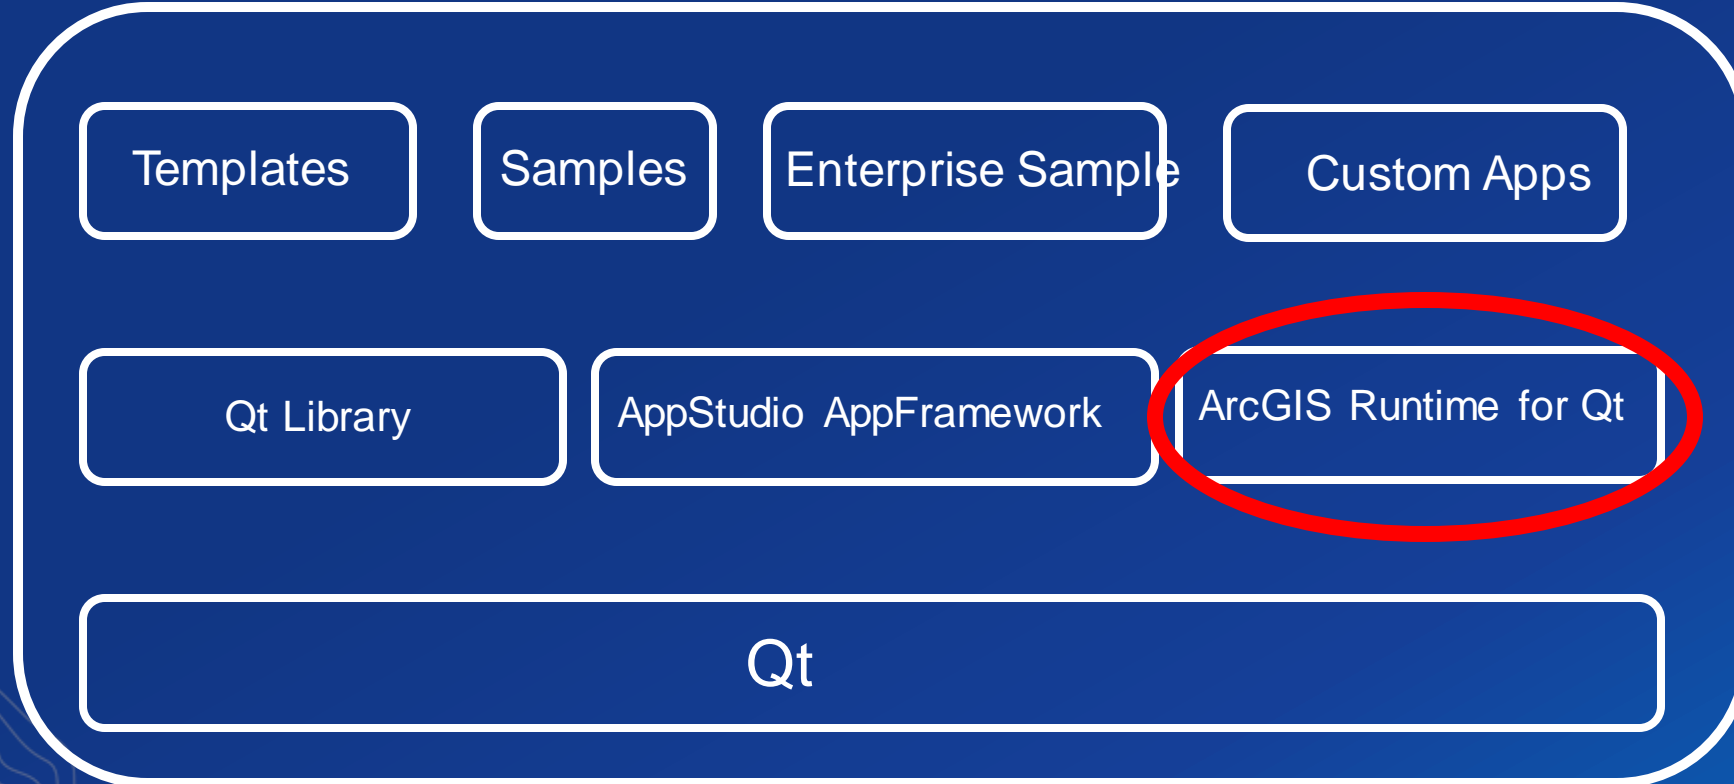 Templates
Samples
Enterprise Sample
Custom Apps
Qt Library
AppStudio AppFramework
ArcGIS Runtime for Qt
Qt